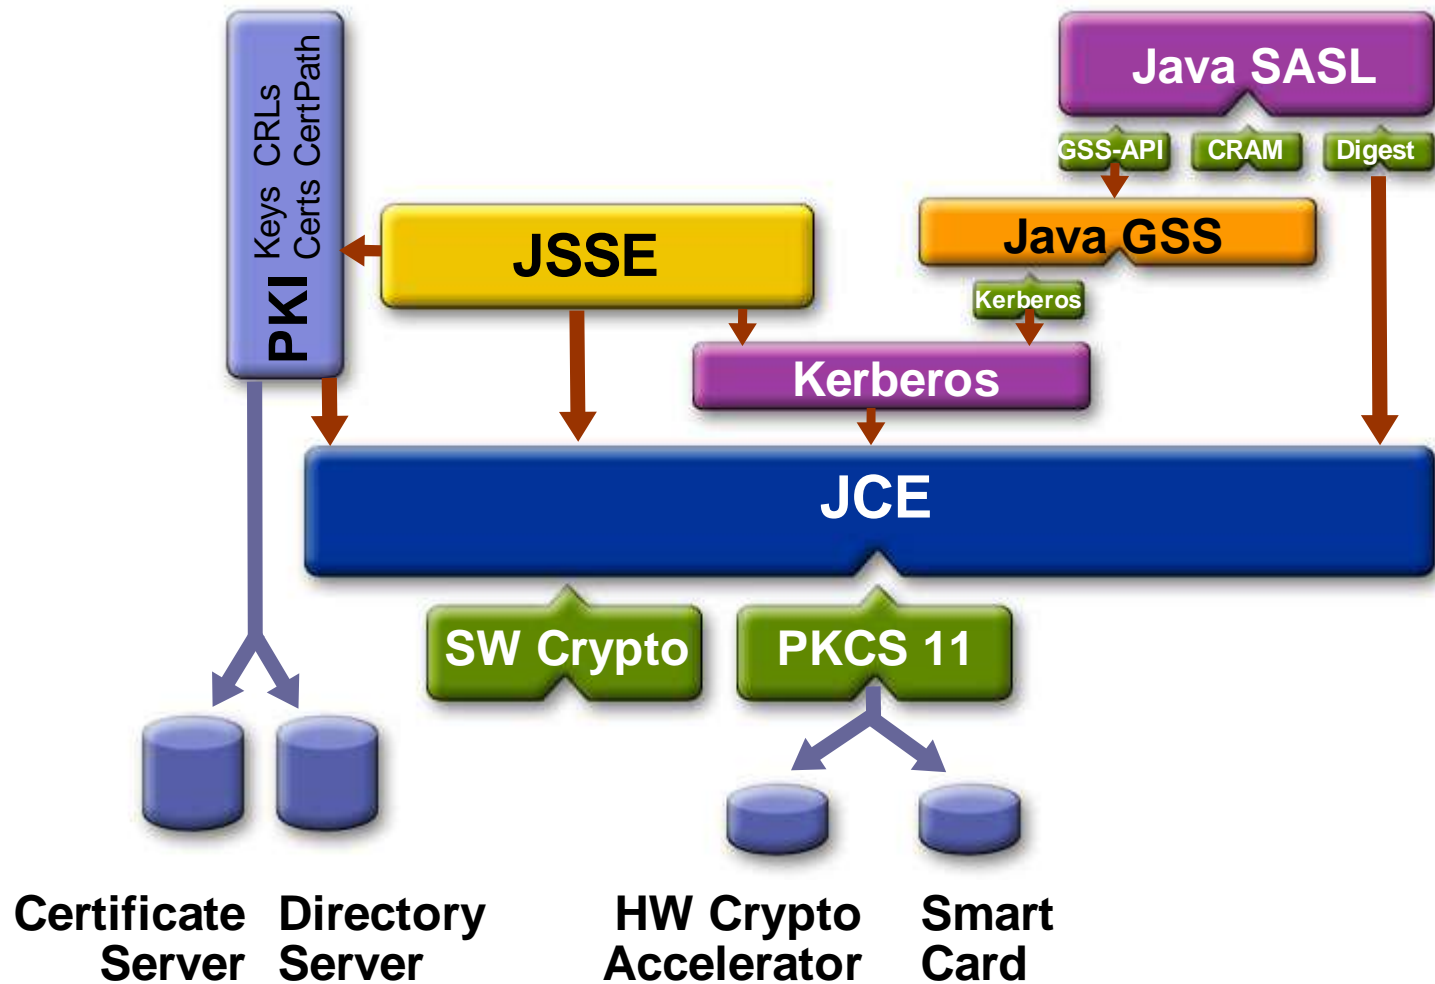 PKI Keys CRLs
Certs CertPath
Java SASL
GSS-API
CRAM
Digest
JSSE
Java GSS
Kerberos
Kerberos
JCE
SW Crypto
PKCS 11
Certificate
Server
Directory
Server
HW Crypto
Accelerator
Smart
Card